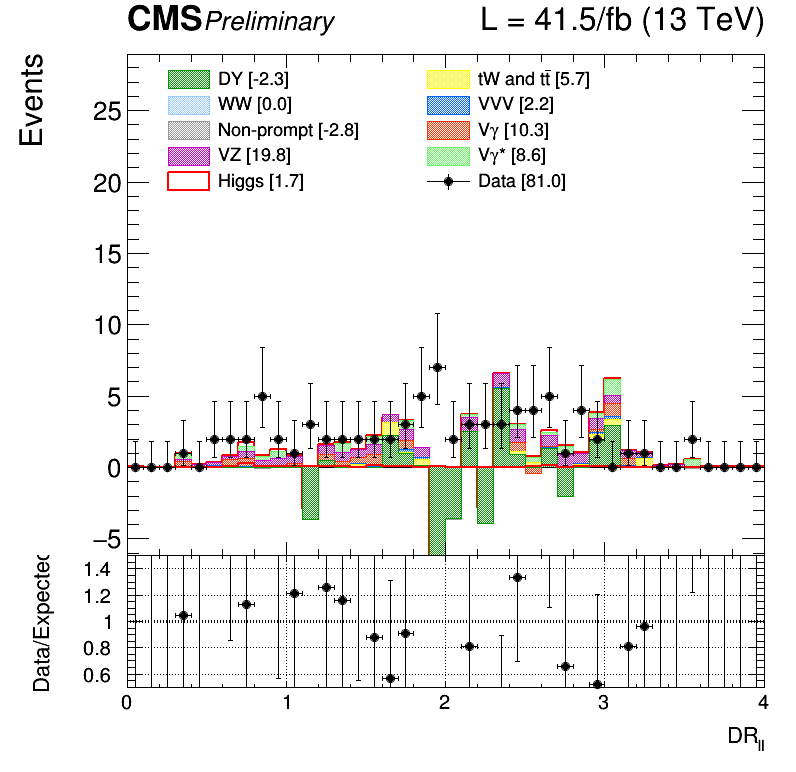 CMS Preliminary L = 41.5/fb (13 TeV)
Events
DY [-2.3] tW and tt̄ [5.7]
WW [0.0] VVV [2.2]
Non-prompt [-2.8] Vγ [10.3]
VZ [19.8] Vγ* [8.6]
Higgs [1.7] Data [81.0]
25
20
15
10
5
0
−5
Data/Expected
1.4
1.2
1
0.8
0.6
0 1 2 3 4
DR_ll